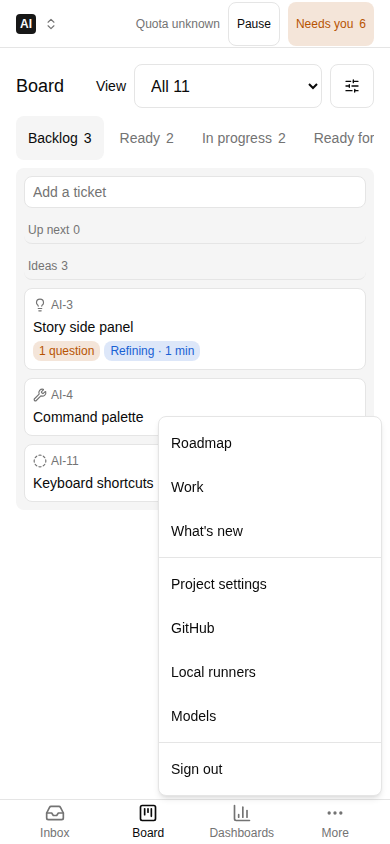 AI
Quota unknown
Pause
Needs you 6
Board
View
All 11
Backlog 3
Ready 2
In progress 2
Ready for
Add a ticket
Up next 0
Ideas 3
AI-3
Story side panel
1 question
Refining · 1 min
AI-4
Command palette
AI-11
Keyboard shortcuts
Roadmap
Work
What's new
Project settings
GitHub
Local runners
Models
Sign out
Inbox
Board
Dashboards
More